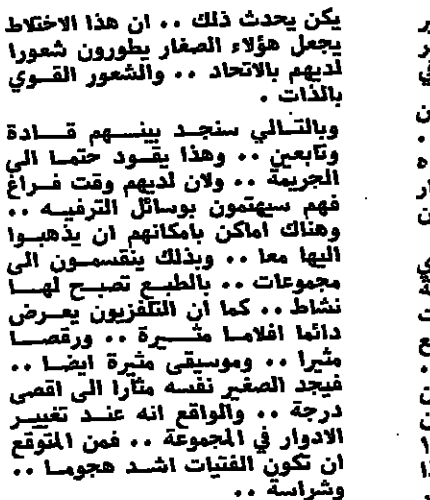 يكن يحدث ذلك .. ان هذا الاختلاط
يجعل هؤلاء الصغار يطورون شعورا
لديهم بالاتحاد .. والشعور القوي
بالذات .
وبالتالي سنجد بينهم قادة
وتابعين .. وهذا يقود حتما الى
الجريمة .. ولان لديهم وقت فراغ
فهم سيهتمون بوسائل الترفيه ..
وهناك اماكن بامكانهم ان يذهبوا
اليها معا .. وبذلك ينقسمون الى
مجموعات .. بالطبع تصبح لها
نشاط .. كما ان التلفزيون يعرض
دائما افلاما مثيرة .. ورقصا
مثيرا .. وموسيقى مثيرة ايضا ..
فيجد الصغير نفسه مثارا الى اقصى
درجة .. والواقع انه عند تغيير
الادوار في المجموعة .. فمن المتوقع
ان تكون الفتيات اشد هجوما ..
وشراسة ..